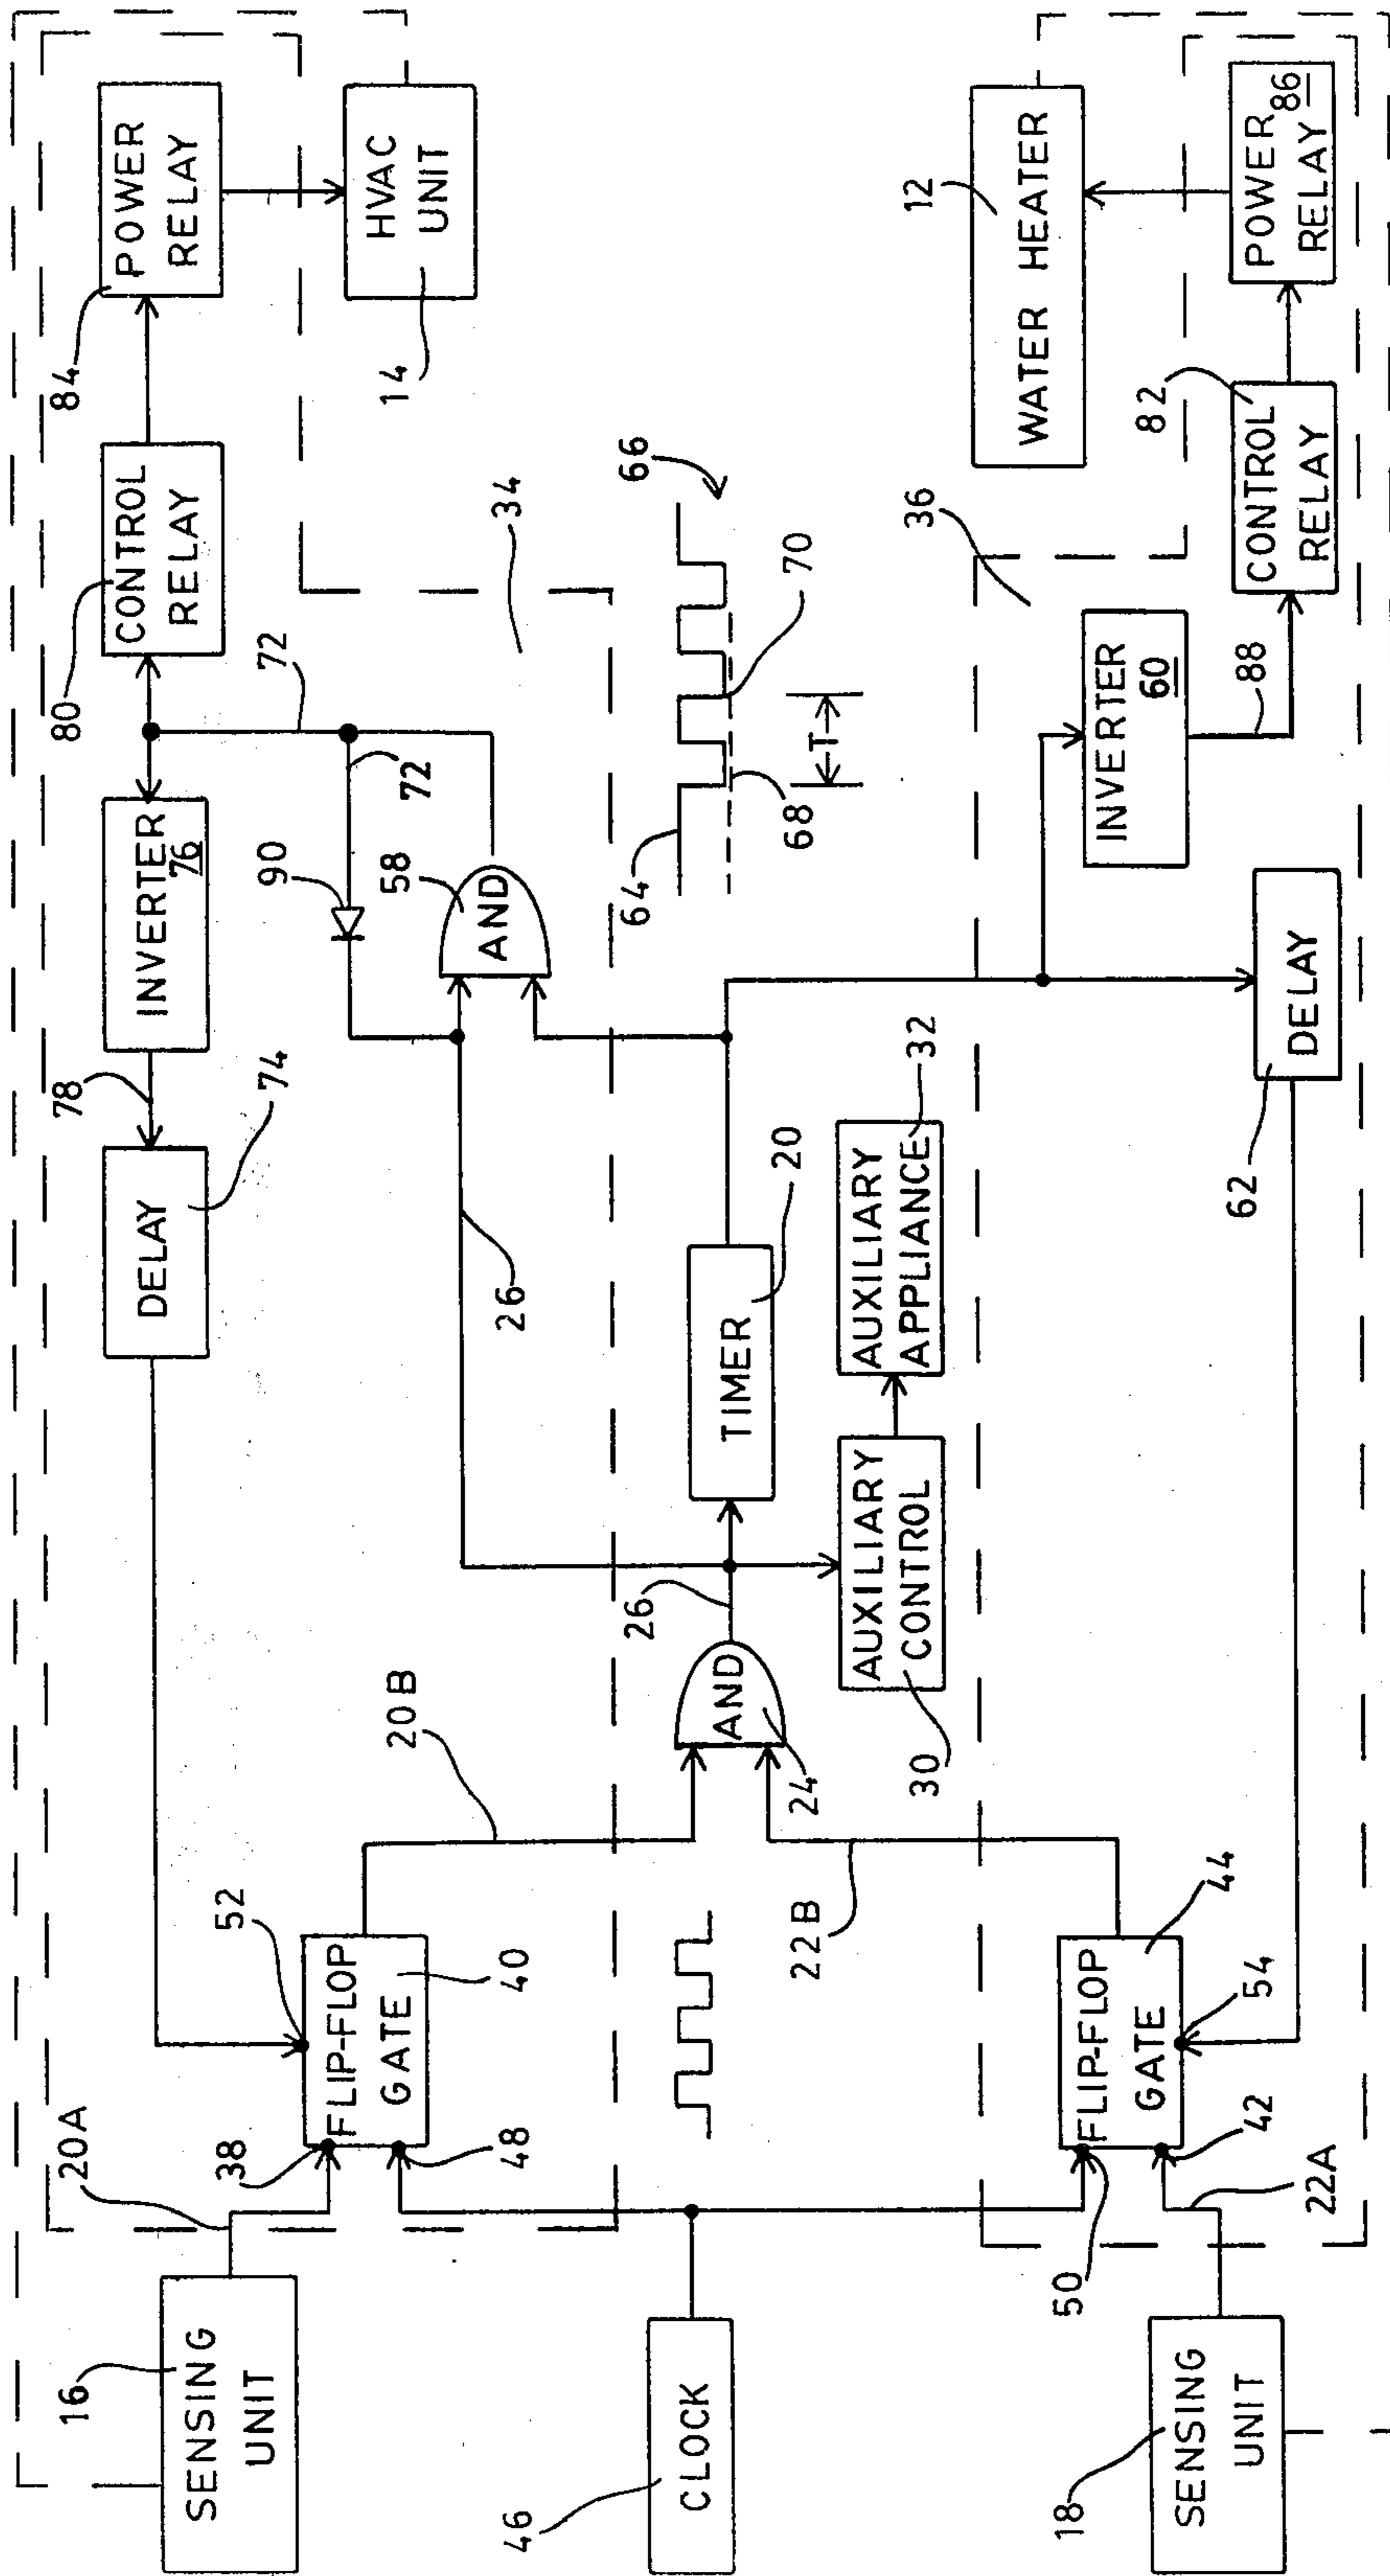 84
POWER
RELAY
80
CONTROL
RELAY
HVAC
UNIT
14
72
72
INVERTER
76
78
DELAY
74
90
58
AND
34
26
52
20A
38
FLIP-FLOP
GATE
40
48
20B
16
SENSING
UNIT
66
64
68
70
T
TIMER
20
26
AND
24
AUXILIARY
CONTROL
30
AUXILIARY
APPLIANCE
32
46
CLOCK
22B
12
WATER HEATER
36
82
CONTROL
RELAY
POWER
RELAY
86
INVERTER
60
88
DELAY
62
FLIP-FLOP
GATE
44
54
50
42
22A
18
SENSING
UNIT